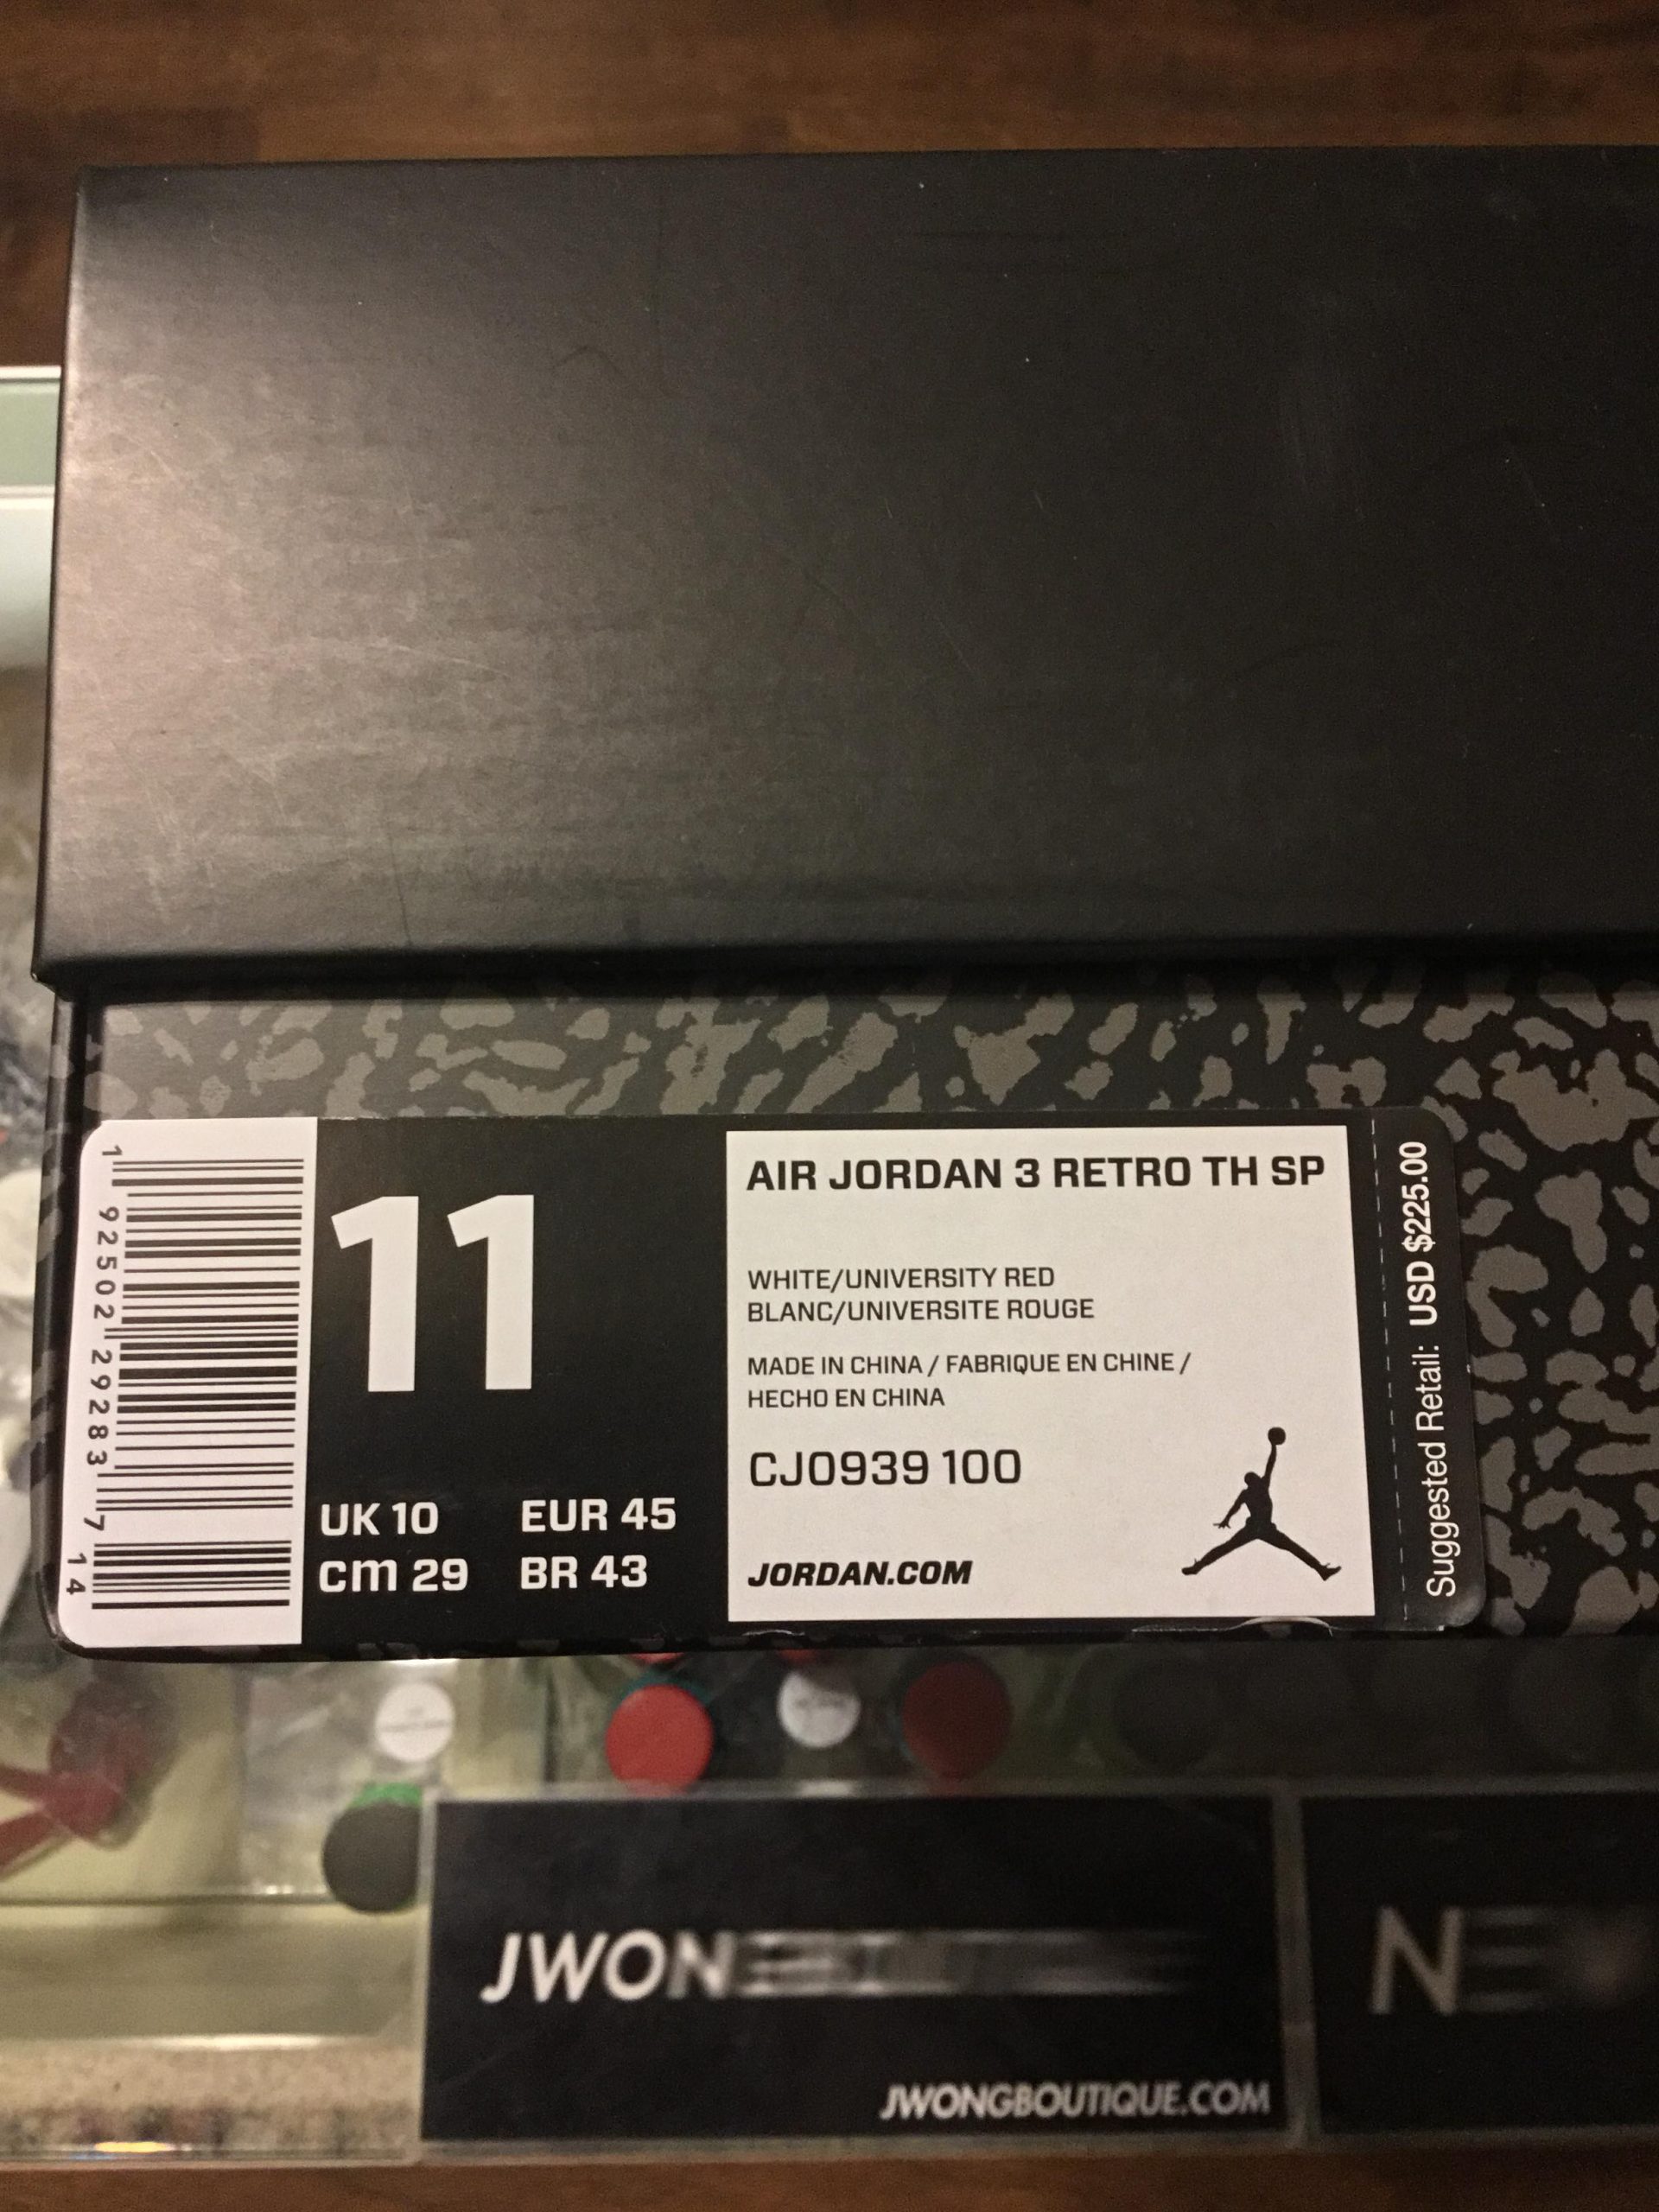 1 92502 29283 7 14
11
UK 10 EUR 45
cm 29 BR 43
AIR JORDAN 3 RETRO TH SP
WHITE/UNIVERSITY RED
BLANC/UNIVERSITE ROUGE
MADE IN CHINA / FABRIQUE EN CHINE /
HECHO EN CHINA
CJ0939 100
JORDAN.COM
Suggested Retail: USD $225.00
JWON
JWONGBOUTIQUE.COM
N